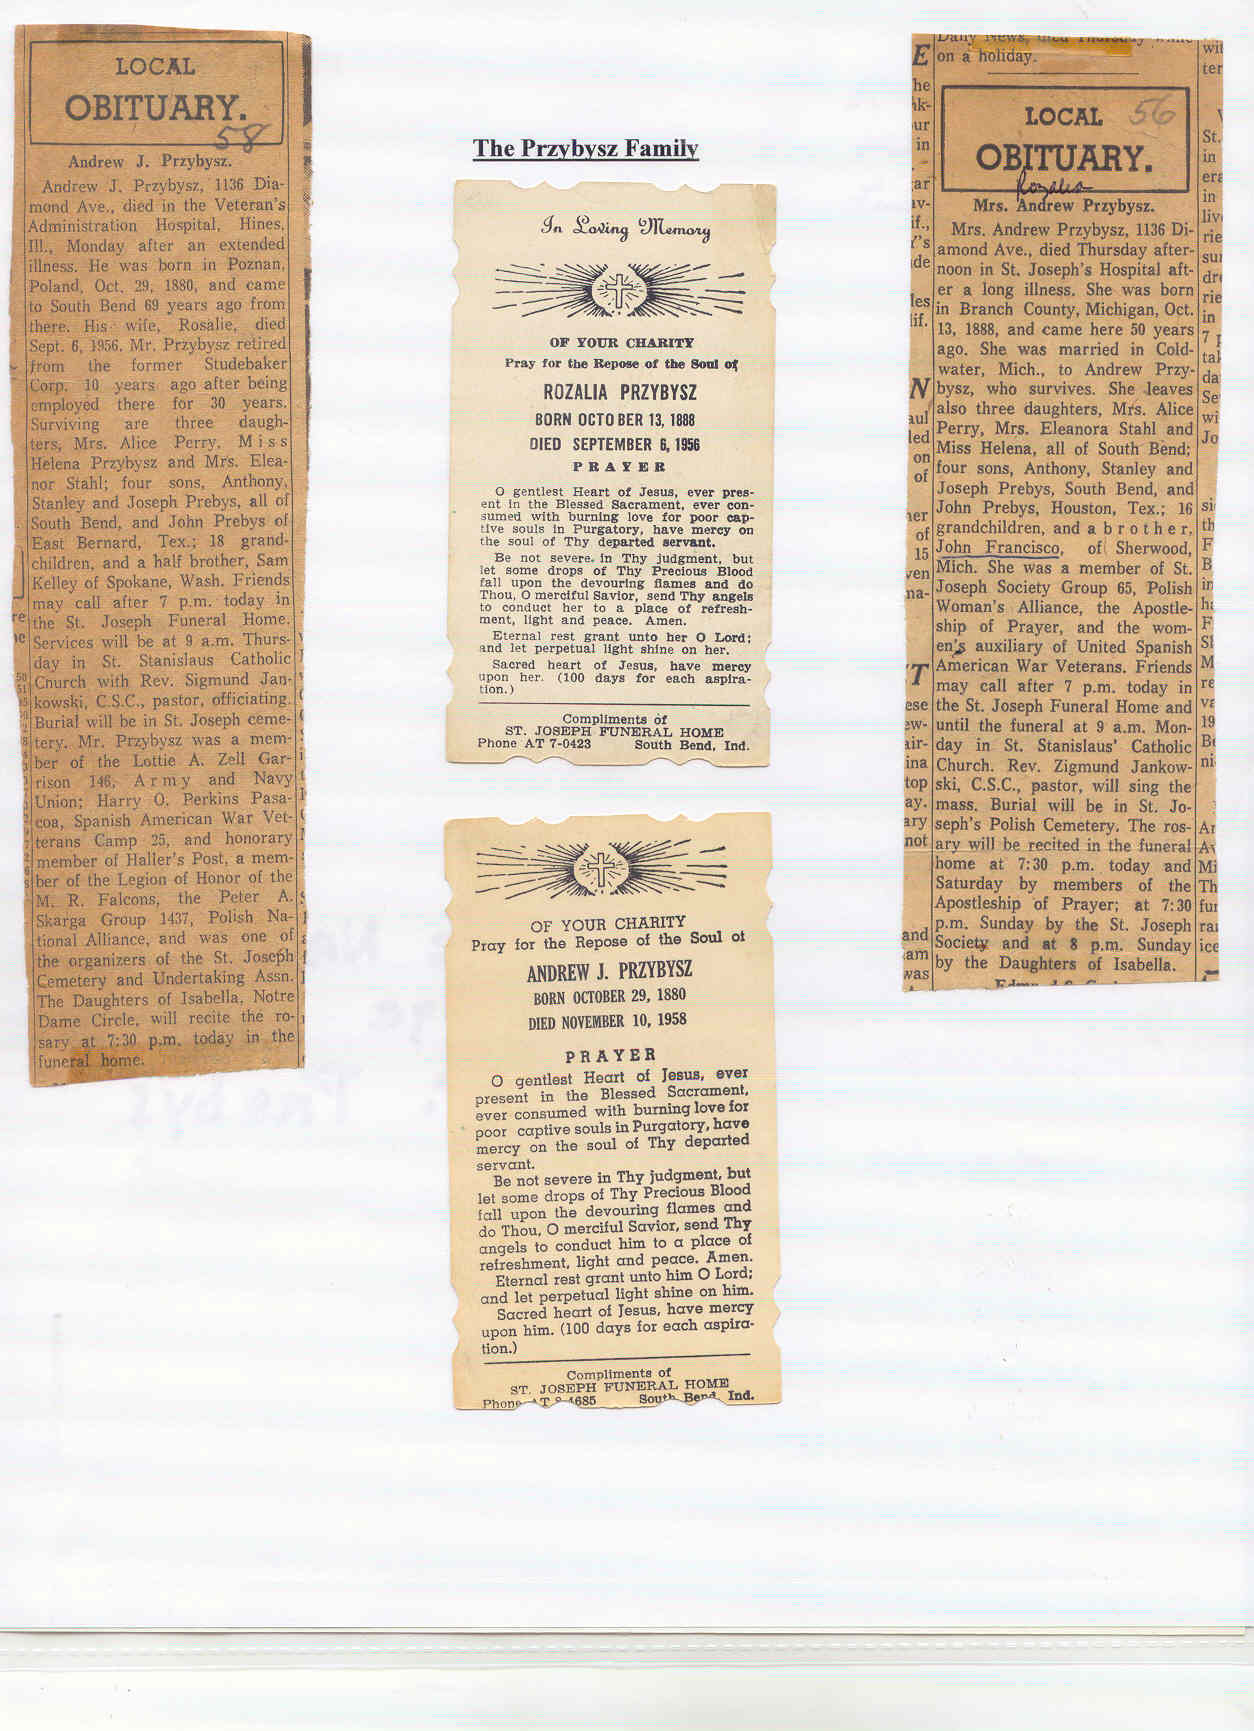 LOCAL
OBITUARY.
58
Andrew J. Przybysz.
Andrew J. Przybysz, 1136 Dia-
mond Ave., died in the Veteran's
Administration Hospital, Hines,
Ill., Monday after an extended
illness. He was born in Poznan,
Poland, Oct. 29, 1880, and came
to South Bend 69 years ago from
there. His wife, Rosalie, died
Sept. 6, 1956. Mr. Przybysz retired
from the former Studebaker
Corp. 10 years ago after being
employed there for 30 years.
Surviving are three daugh-
ters, Mrs. Alice Perry, Miss
Helena Przybysz and Mrs. Elea-
nor Stahl; four sons, Anthony,
Stanley and Joseph Prebys, all of
South Bend, and John Prebys of
East Bernard, Tex.; 18 grand-
children, and a half brother, Sam
Kelley of Spokane, Wash. Friends
may call after 7 p.m. today in
the St. Joseph Funeral Home.
Services will be at 9 a.m. Thurs-
day in St. Stanislaus Catholic
Church with Rev. Sigmund Jan-
kowski, C.S.C., pastor, officiating.
Burial will be in St. Joseph ceme-
tery. Mr. Przybysz was a mem-
ber of the Lottie A. Zell Gar-
rison 146, Army and Navy
Union; Harry O. Perkins Pasa-
coa, Spanish American War Vet-
terans Camp 25, and honorary
member of Haller's Post, a mem-
ber of the Legion of Honor of the
M. R. Falcons, the Peter A.
Skarga Group 1437, Polish Na-
tional Alliance, and was one of
the organizers of the St. Joseph
Cemetery and Undertaking Assn.
The Daughters of Isabella, Notre
Dame Circle, will recite the ro-
sary at 7:30 p.m. today in the
funeral home.
The Przybysz Family
In Loving Memory
OF YOUR CHARITY
Pray for the Repose of the Soul of
ROZALIA PRZYBYSZ
BORN OCTOBER 13, 1888
DIED SEPTEMBER 6, 1956
PRAYER
O gentlest Heart of Jesus, ever pres-
ent in the Blessed Sacrament, ever con-
sumed with burning love for poor cap-
tive souls in Purgatory, have mercy on
the soul of Thy departed servant.
Be not severe in Thy judgment, but
let some drops of Thy Precious Blood
fall upon the devouring flames and do
Thou, O merciful Savior, send Thy angels
to conduct her to a place of refresh-
ment, light and peace. Amen.
Eternal rest grant unto her O Lord;
and let perpetual light shine on her.
Sacred heart of Jesus, have mercy
upon her. (100 days for each aspira-
tion.)
Compliments of
ST. JOSEPH FUNERAL HOME
Phone AT 7-0423 South Bend, Ind.
OF YOUR CHARITY
Pray for the Repose of the Soul of
ANDREW J. PRZYBYSZ
BORN OCTOBER 29, 1880
DIED NOVEMBER 10, 1958
PRAYER
O gentlest Heart of Jesus, ever
present in the Blessed Sacrament,
ever consumed with burning love for
poor captive souls in Purgatory, have
mercy on the soul of Thy departed
servant.
Be not severe in Thy judgment, but
let some drops of Thy Precious Blood
fall upon the devouring flames and
do Thou, O merciful Savior, send Thy
angels to conduct him to a place of
refreshment, light and peace. Amen.
Eternal rest grant unto him O Lord;
and let perpetual light shine on him.
Sacred heart of Jesus, have mercy
upon him. (100 days for each aspira-
tion.)
Compliments of
ST. JOSEPH FUNERAL HOME
Phone AT 8-4685 South Bend, Ind.
Daily News, died Thursday while
on a holiday.
LOCAL 56
OBITUARY.
Rozalia
Mrs. Andrew Przybysz.
Mrs. Andrew Przybysz, 1136 Di-
amond Ave., died Thursday after-
noon in St. Joseph's Hospital aft-
er a long illness. She was born
in Branch County, Michigan, Oct.
13, 1888, and came here 50 years
ago. She was married in Cold-
water, Mich., to Andrew Przy-
bysz, who survives. She leaves
also three daughters, Mrs. Alice
Perry, Mrs. Eleanora Stahl and
Miss Helena, all of South Bend;
four sons, Anthony, Stanley and
Joseph Prebys, South Bend, and
John Prebys, Houston, Tex.; 16
grandchildren, and a brother,
John Francisco, of Sherwood,
Mich. She was a member of St.
Joseph Society Group 65, Polish
Woman's Alliance, the Apostle-
ship of Prayer, and the wom-
en's auxiliary of United Spanish
American War Veterans. Friends
may call after 7 p.m. today in
the St. Joseph Funeral Home and
until the funeral at 9 a.m. Mon-
day in St. Stanislaus' Catholic
Church. Rev. Zigmund Jankow-
ski, C.S.C., pastor, will sing the
mass. Burial will be in St. Jo-
seph's Polish Cemetery. The ros-
ary will be recited in the funeral
home at 7:30 p.m. today and
Saturday by members of the
Apostleship of Prayer; at 7:30
p.m. Sunday by the St. Joseph
Society and at 8 p.m. Sunday
by the Daughters of Isabella.